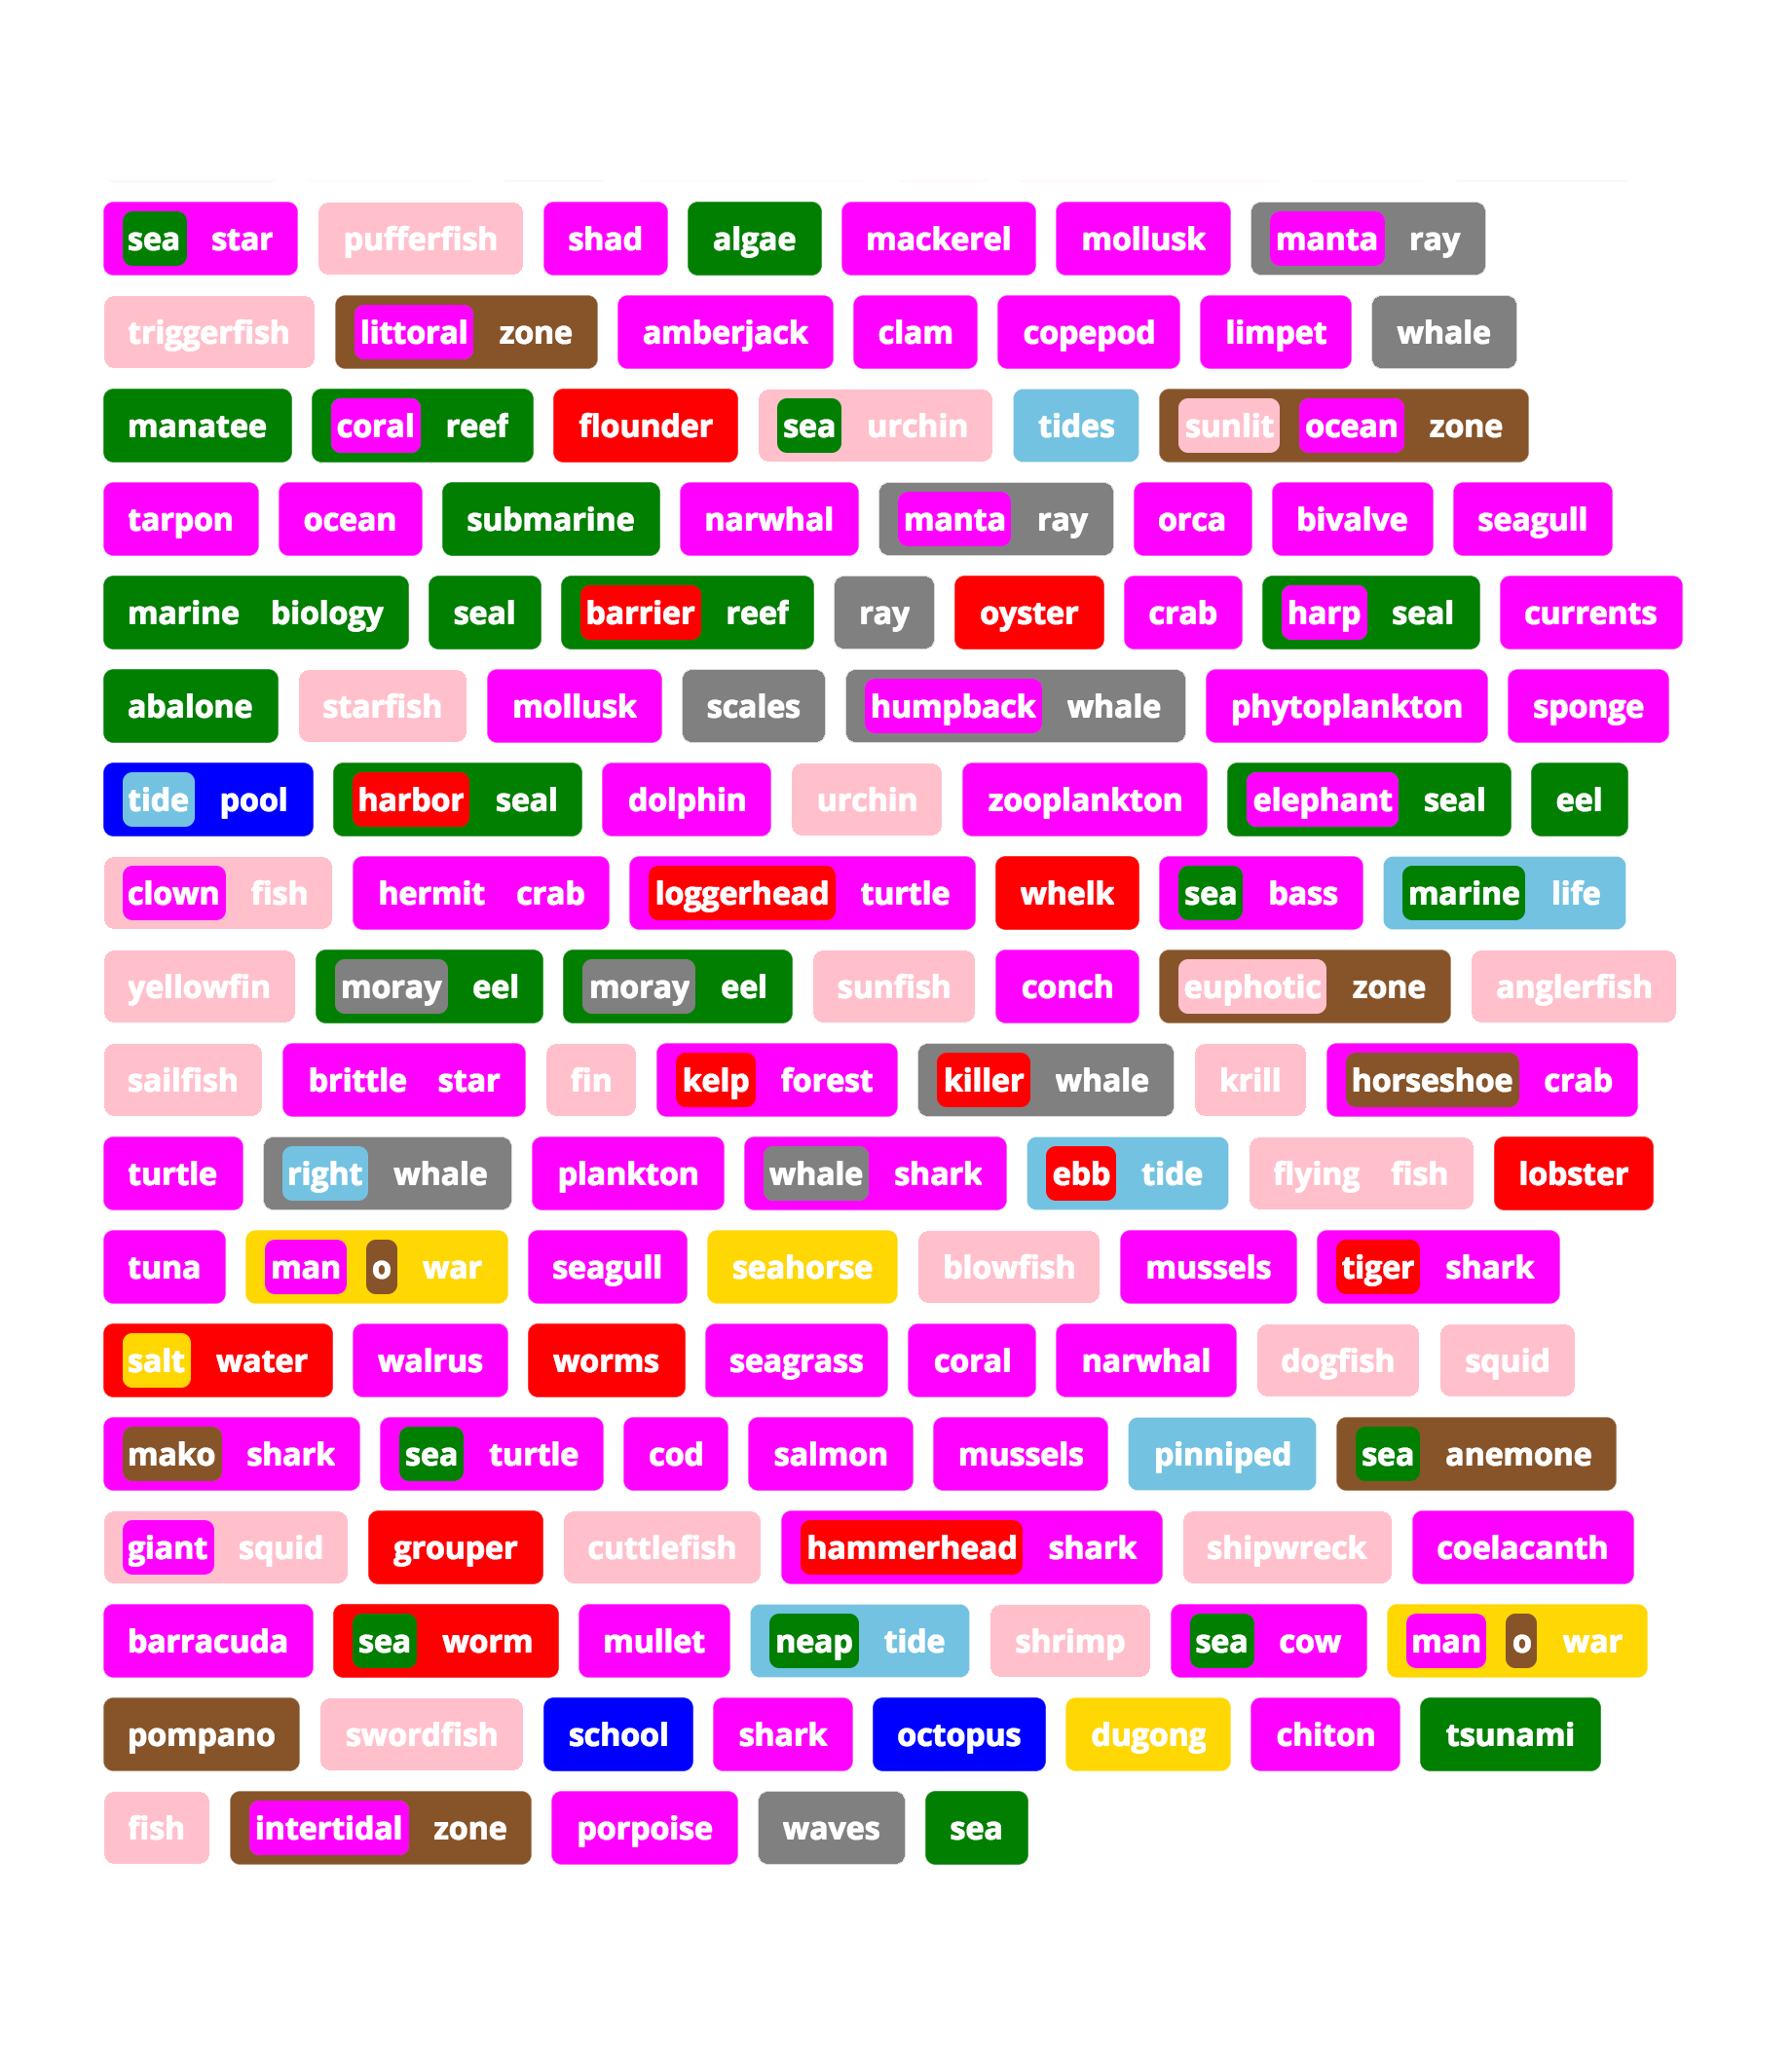 sea star pufferfish shad algae mackerel mollusk manta ray
triggerfish littoral zone amberjack clam copepod limpet whale
manatee coral reef flounder sea urchin tides sunlit ocean zone
tarpon ocean submarine narwhal manta ray orca bivalve seagull
marine biology seal barrier reef ray oyster crab harp seal currents
abalone starfish mollusk scales humpback whale phytoplankton sponge
tide pool harbor seal dolphin urchin zooplankton elephant seal eel
clown fish hermit crab loggerhead turtle whelk sea bass marine life
yellowfin moray eel moray eel sunfish conch euphotic zone anglerfish
sailfish brittle star fin kelp forest killer whale krill horseshoe crab
turtle right whale plankton whale shark ebb tide flying fish lobster
tuna man o war seagull seahorse blowfish mussels tiger shark
salt water walrus worms seagrass coral narwhal dogfish squid
mako shark sea turtle cod salmon mussels pinniped sea anemone
giant squid grouper cuttlefish hammerhead shark shipwreck coelacanth
barracuda sea worm mullet neap tide shrimp sea cow man o war
pompano swordfish school shark octopus dugong chiton tsunami
fish intertidal zone porpoise waves sea